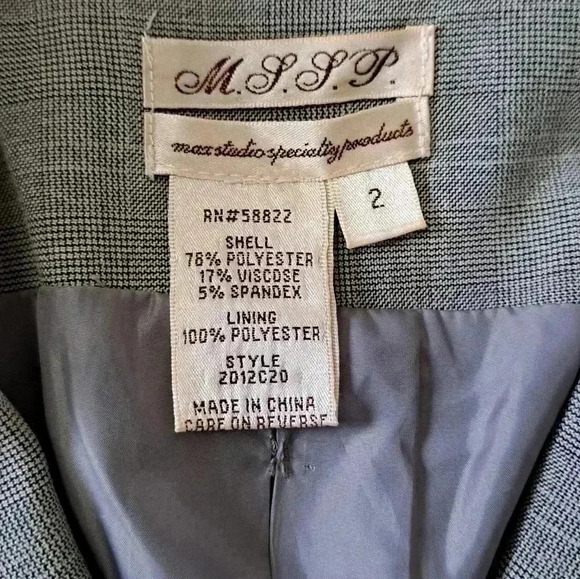 M.S.S.P.
max studio specialty products
2
RN#58822
SHELL
78% POLYESTER
17% VISCOSE
5% SPANDEX
LINING
100% POLYESTER
STYLE
2012C20
MADE IN CHINA
CARE ON REVERSE